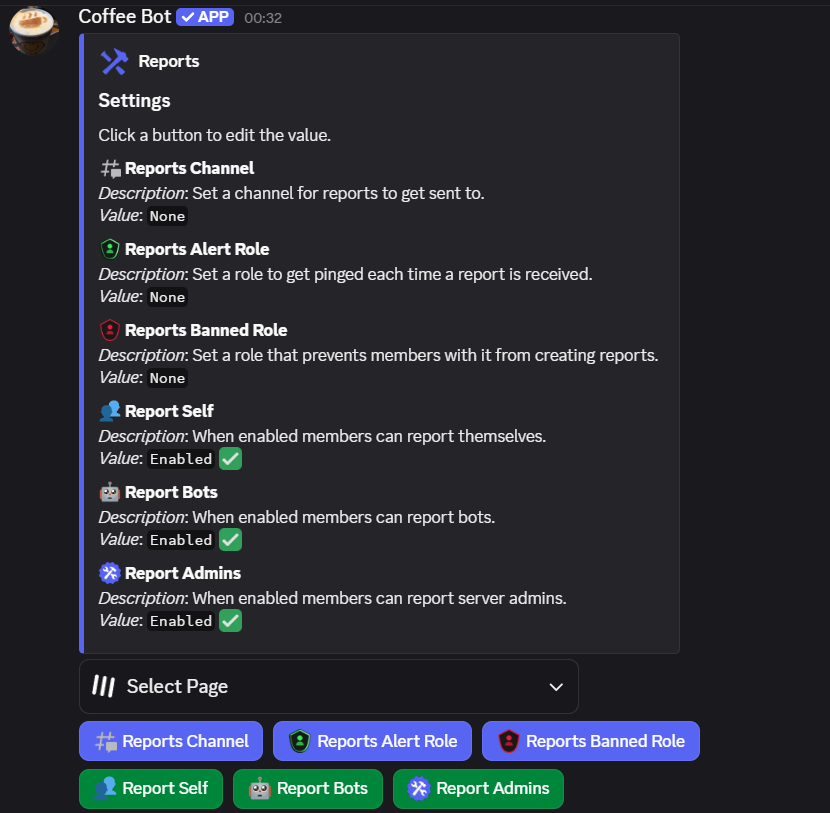 Coffee Bot ✓ APP 00:32
Reports
Settings
Click a button to edit the value.
Reports Channel
Description: Set a channel for reports to get sent to.
Value: None
Reports Alert Role
Description: Set a role to get pinged each time a report is received.
Value: None
Reports Banned Role
Description: Set a role that prevents members with it from creating reports.
Value: None
Report Self
Description: When enabled members can report themselves.
Value: Enabled ✅
Report Bots
Description: When enabled members can report bots.
Value: Enabled ✅
Report Admins
Description: When enabled members can report server admins.
Value: Enabled ✅
Select Page
Reports Channel Reports Alert Role Reports Banned Role
Report Self Report Bots Report Admins